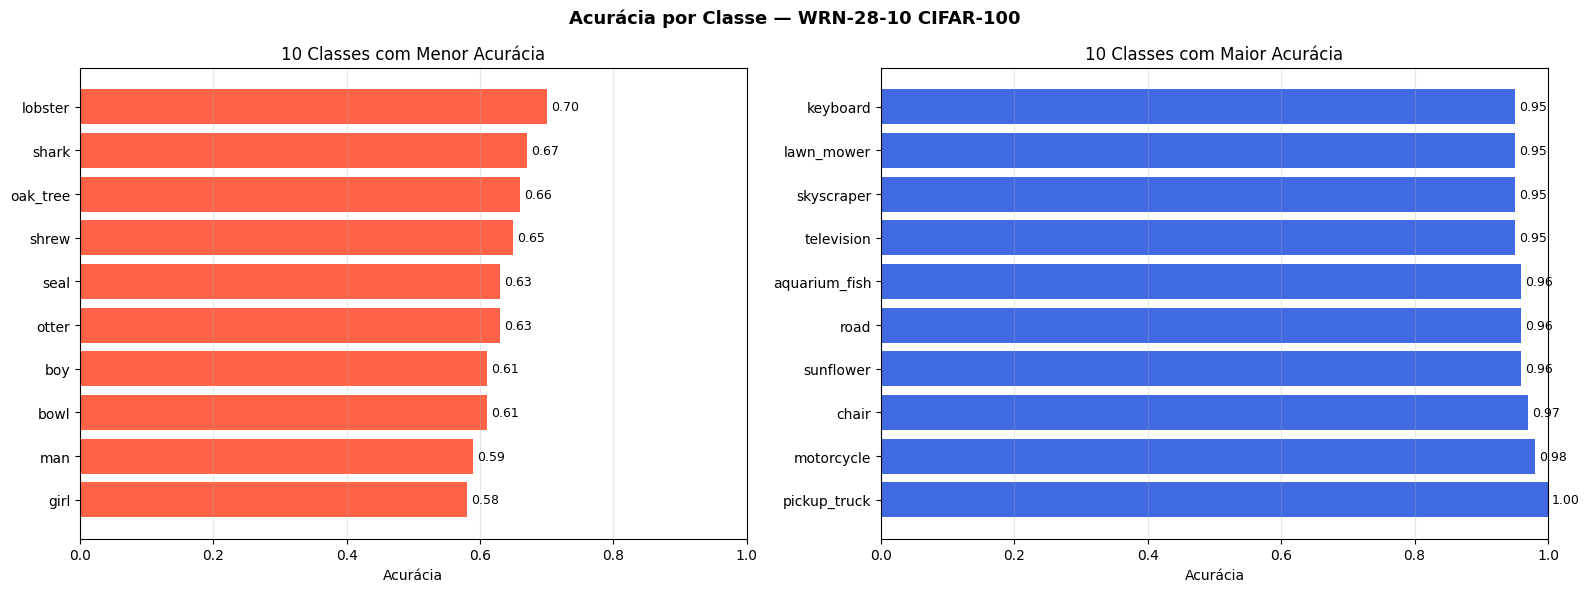 Acurácia por Classe — WRN-28-10 CIFAR-100
10 Classes com Menor Acurácia
lobster 0.70
shark 0.67
oak_tree 0.66
shrew 0.65
seal 0.63
otter 0.63
boy 0.61
bowl 0.61
man 0.59
girl 0.58
0.0 0.2 0.4 0.6 0.8 1.0
Acurácia
10 Classes com Maior Acurácia
keyboard 0.95
lawn_mower 0.95
skyscraper 0.95
television 0.95
aquarium_fish 0.96
road 0.96
sunflower 0.96
chair 0.97
motorcycle 0.98
pickup_truck 1.00
0.0 0.2 0.4 0.6 0.8 1.0
Acurácia